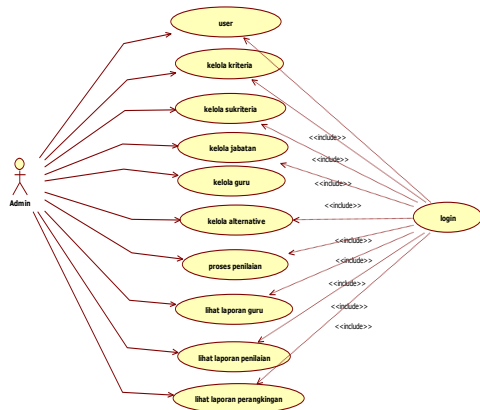 user
kelola kriteria
kelola sukriteria
<<include>>
kelola jabatan
<<include>>
kelola guru
<<include>>
Admin
<<include>>
kelola alternative
login
<<include>>
proses penilaian
<<include>>
<<include>>
lihat laporan guru
<<include>>
<<include>>
lihat laporan penilaian
lihat laporan perangkingan